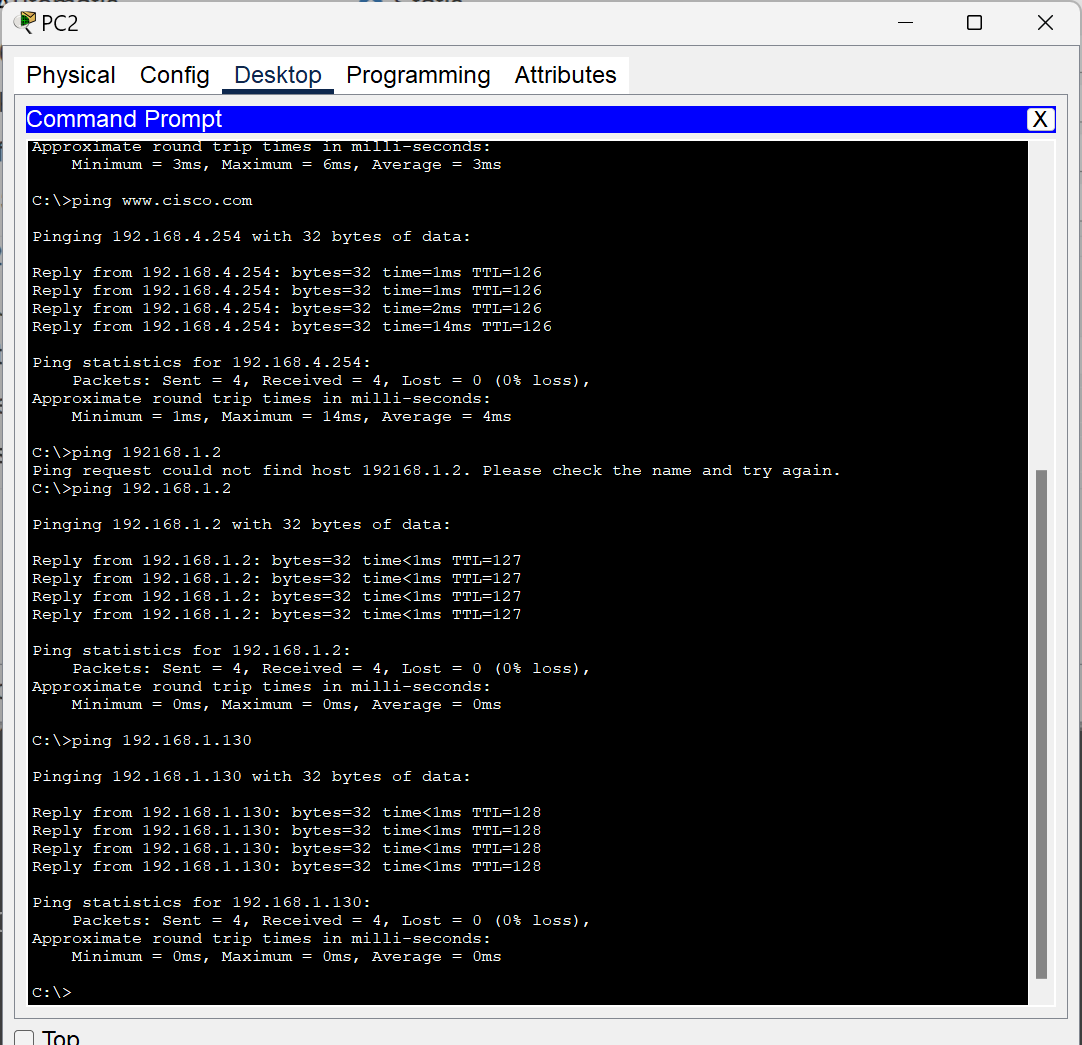 PC2
Physical Config Desktop Programming Attributes
Command Prompt X
Approximate round trip times in milli-seconds:
    Minimum = 3ms, Maximum = 6ms, Average = 3ms
C:\>ping www.cisco.com
Pinging 192.168.4.254 with 32 bytes of data:
Reply from 192.168.4.254: bytes=32 time=1ms TTL=126
Reply from 192.168.4.254: bytes=32 time=1ms TTL=126
Reply from 192.168.4.254: bytes=32 time=2ms TTL=126
Reply from 192.168.4.254: bytes=32 time=14ms TTL=126
Ping statistics for 192.168.4.254:
    Packets: Sent = 4, Received = 4, Lost = 0 (0% loss),
Approximate round trip times in milli-seconds:
    Minimum = 1ms, Maximum = 14ms, Average = 4ms
C:\>ping 192168.1.2
Ping request could not find host 192168.1.2. Please check the name and try again.
C:\>ping 192.168.1.2
Pinging 192.168.1.2 with 32 bytes of data:
Reply from 192.168.1.2: bytes=32 time<1ms TTL=127
Reply from 192.168.1.2: bytes=32 time<1ms TTL=127
Reply from 192.168.1.2: bytes=32 time<1ms TTL=127
Reply from 192.168.1.2: bytes=32 time<1ms TTL=127
Ping statistics for 192.168.1.2:
    Packets: Sent = 4, Received = 4, Lost = 0 (0% loss),
Approximate round trip times in milli-seconds:
    Minimum = 0ms, Maximum = 0ms, Average = 0ms
C:\>ping 192.168.1.130
Pinging 192.168.1.130 with 32 bytes of data:
Reply from 192.168.1.130: bytes=32 time<1ms TTL=128
Reply from 192.168.1.130: bytes=32 time<1ms TTL=128
Reply from 192.168.1.130: bytes=32 time<1ms TTL=128
Reply from 192.168.1.130: bytes=32 time<1ms TTL=128
Ping statistics for 192.168.1.130:
    Packets: Sent = 4, Received = 4, Lost = 0 (0% loss),
Approximate round trip times in milli-seconds:
    Minimum = 0ms, Maximum = 0ms, Average = 0ms
C:\>
Top